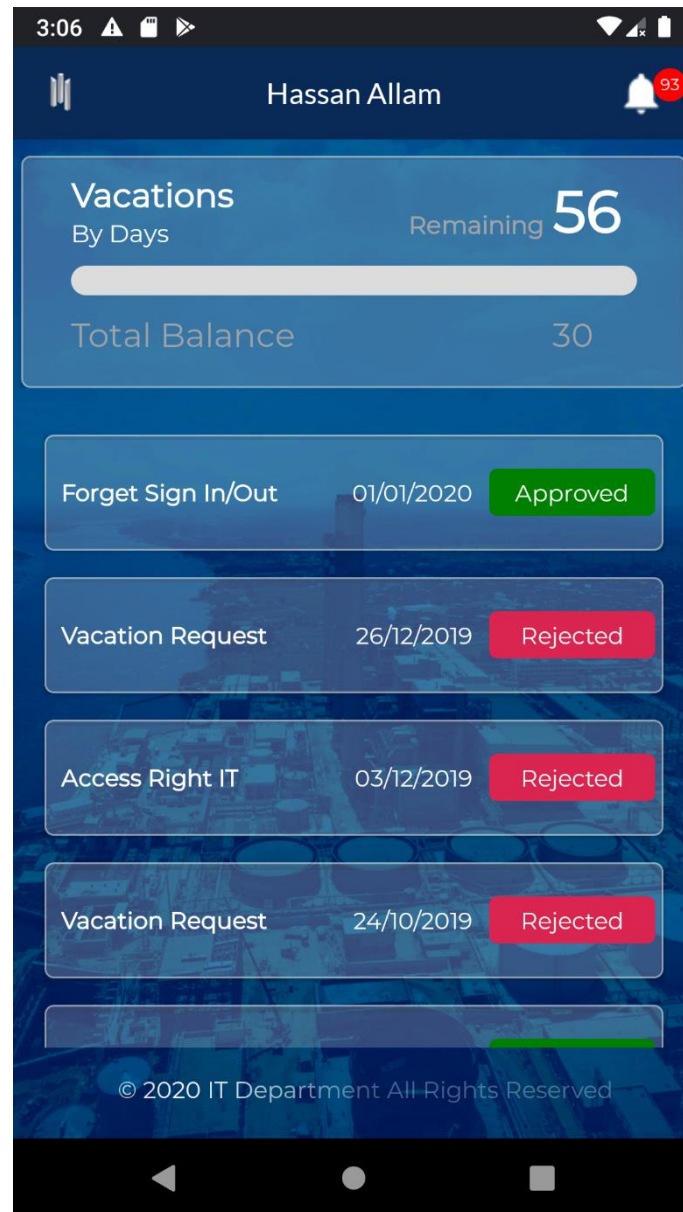 3:06
Hassan Allam
93
Vacations
By Days
Remaining 56
Total Balance 30
Forget Sign In/Out 01/01/2020 Approved
Vacation Request 26/12/2019 Rejected
Access Right IT 03/12/2019 Rejected
Vacation Request 24/10/2019 Rejected
© 2020 IT Department All Rights Reserved